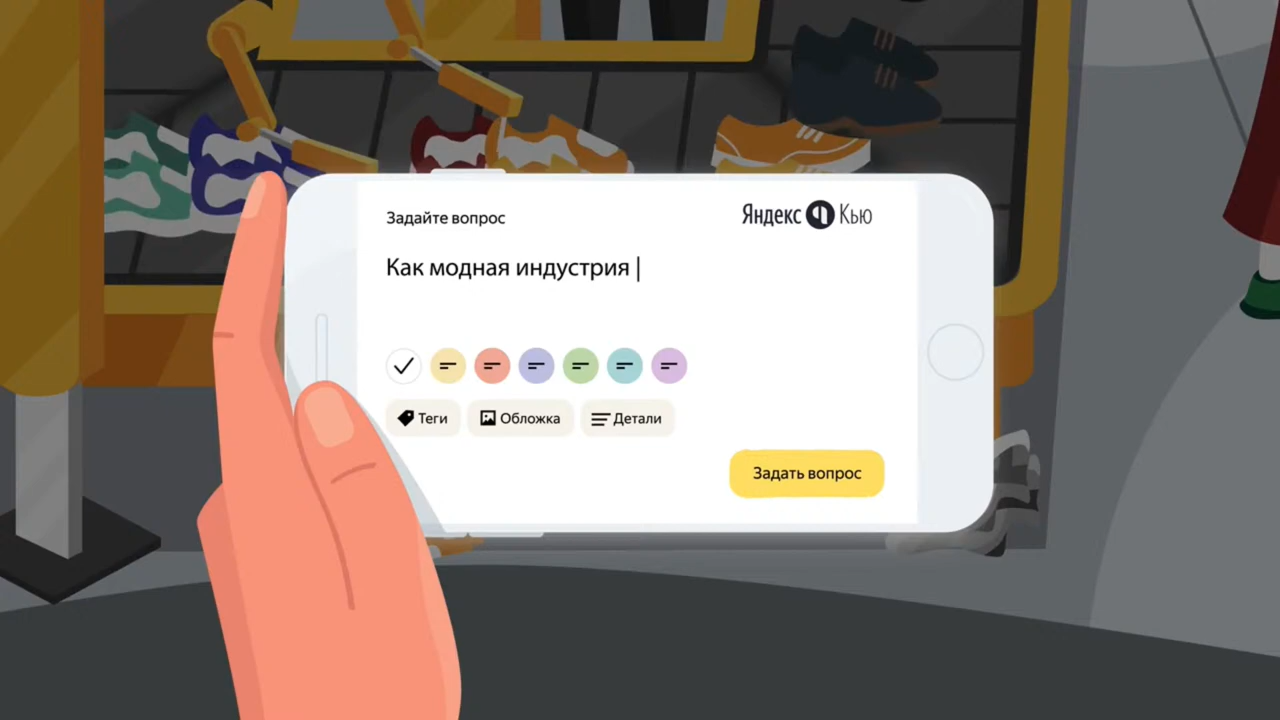 Задайте вопрос
Яндекс Кью
Как модная индустрия
Теги
Обложка
Детали
Задать вопрос